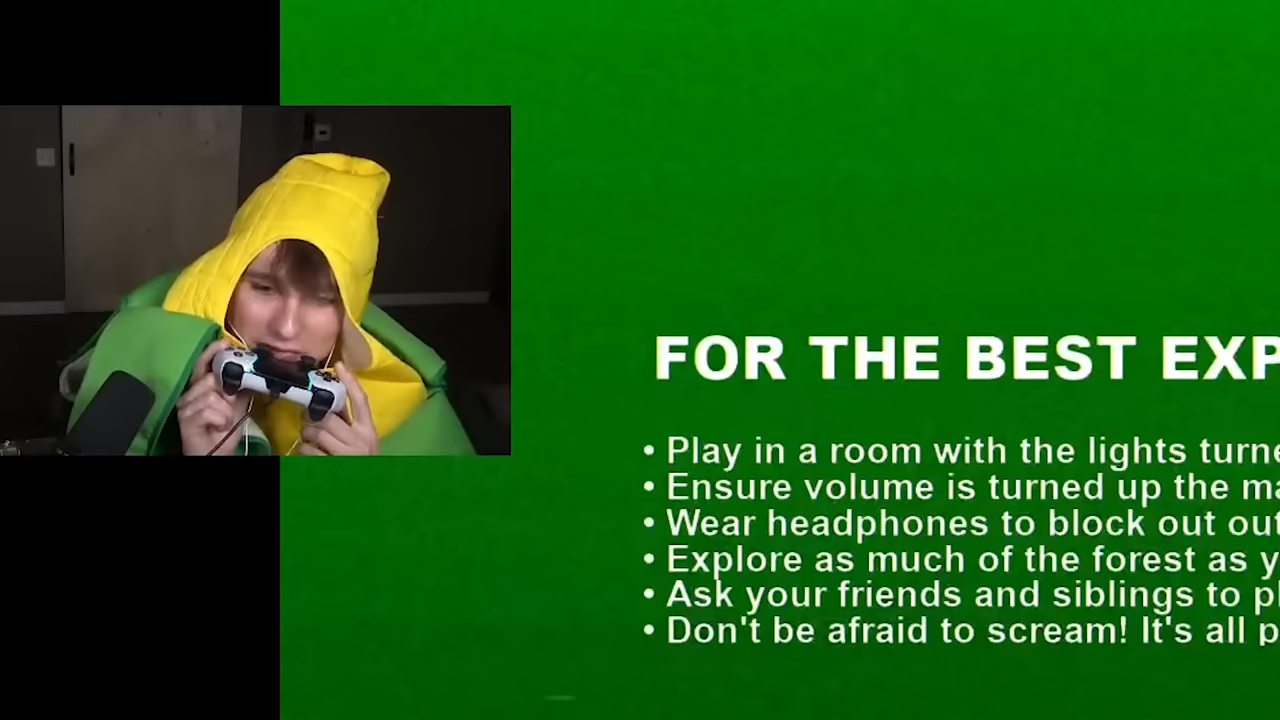 FOR THE BEST EXP
• Play in a room with the lights turne
• Ensure volume is turned up the ma
• Wear headphones to block out out
• Explore as much of the forest as y
• Ask your friends and siblings to pl
• Don't be afraid to scream! It's all p